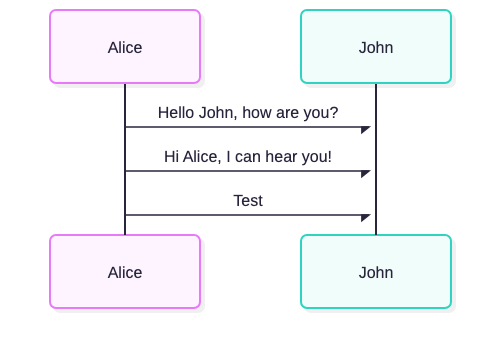 Alice
John
Hello John, how are you?
Hi Alice, I can hear you!
Test
Alice
John